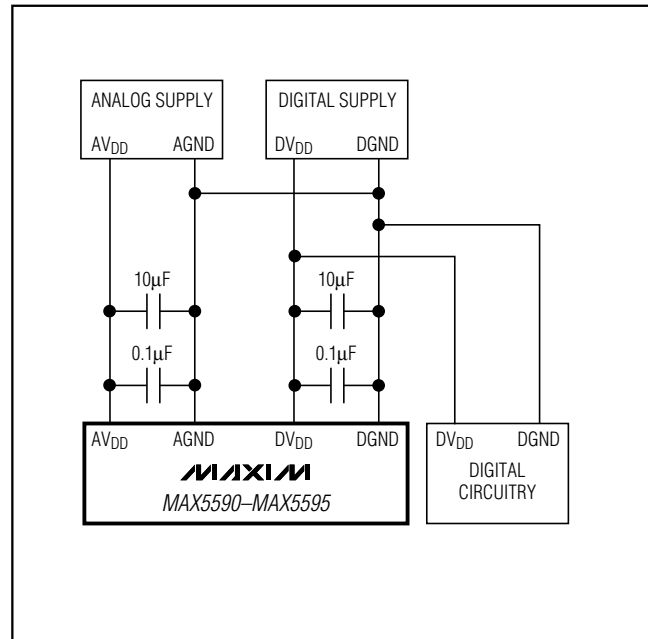 ANALOG SUPPLY
DIGITAL SUPPLY
AVDD
AGND
DVDD
DGND
10µF
10µF
0.1µF
0.1µF
AVDD
AGND
DVDD
DGND
MAXIM
MAX5590–MAX5595
DVDD
DGND
DIGITAL
CIRCUITRY